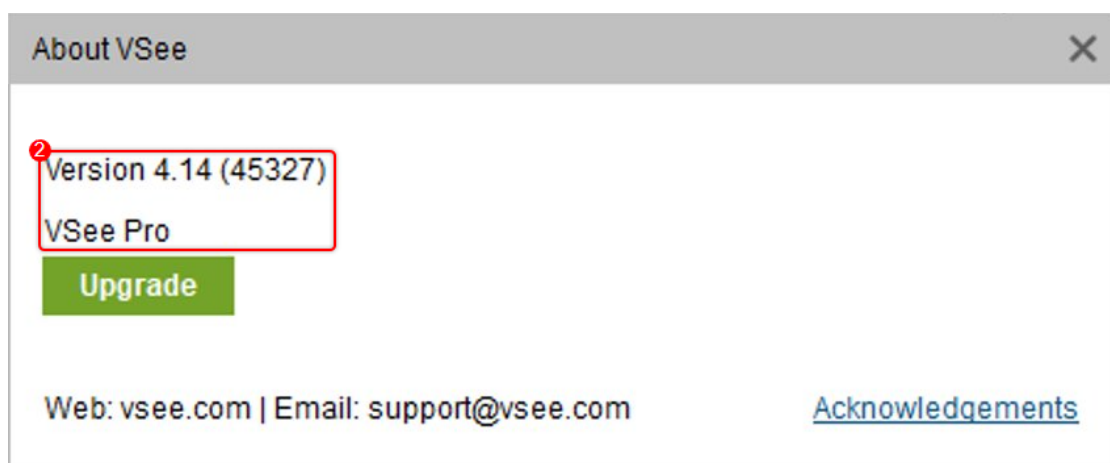 About VSee
2
Version 4.14 (45327)
VSee Pro
Upgrade
Web: vsee.com | Email: support@vsee.com
Acknowledgements